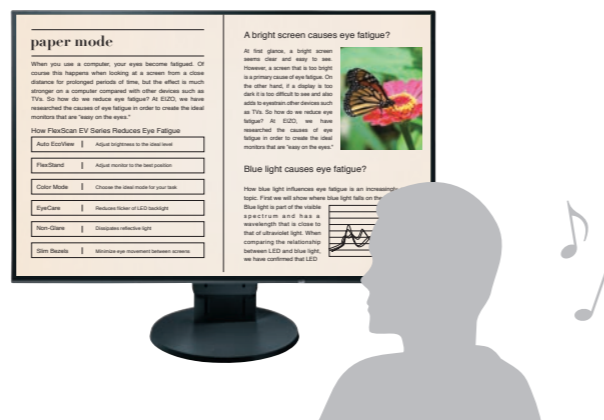 paper mode
When you use a computer, your eyes become fatigued. Of
course this happens when looking at a screen from a close
distance for prolonged periods of time, but the effect is much
stronger on a computer compared with other devices such as
TVs. So how do we reduce eye fatigue? At EIZO, we have
researched the causes of eye fatigue in order to create the ideal
monitors that are "easy on the eyes."
How FlexScan EV Series Reduces Eye Fatigue
Auto EcoView | Adjust brightness to the ideal level
FlexStand | Adjust monitor to the best position
Color Mode | Choose the ideal mode for your task
EyeCare | Reduces flicker of LED backlight
Non-Glare | Dissipates reflective light
Slim Bezels | Minimize eye movement between screens
A bright screen causes eye fatigue?
At first glance, a bright screen
seems clear and easy to see.
However, a screen that is too bright
is a primary cause of eye fatigue. On
the other hand, if a display is too
dark it is too difficult to see and also
adds to eyestrain.other devices such
as TVs. So how do we reduce eye
fatigue? At EIZO, we have
researched the causes of eye
fatigue in order to create the ideal
monitors that are "easy on the eyes."
Blue light causes eye fatigue?
How blue light influences eye fatigue is an increasingly
topic. First we will show where blue light falls on the
Blue light is part of the visible
spectrum and has a
wavelength that is close to
that of ultraviolet light. When
comparing the relationship
between LED and blue light,
we have confirmed that LED